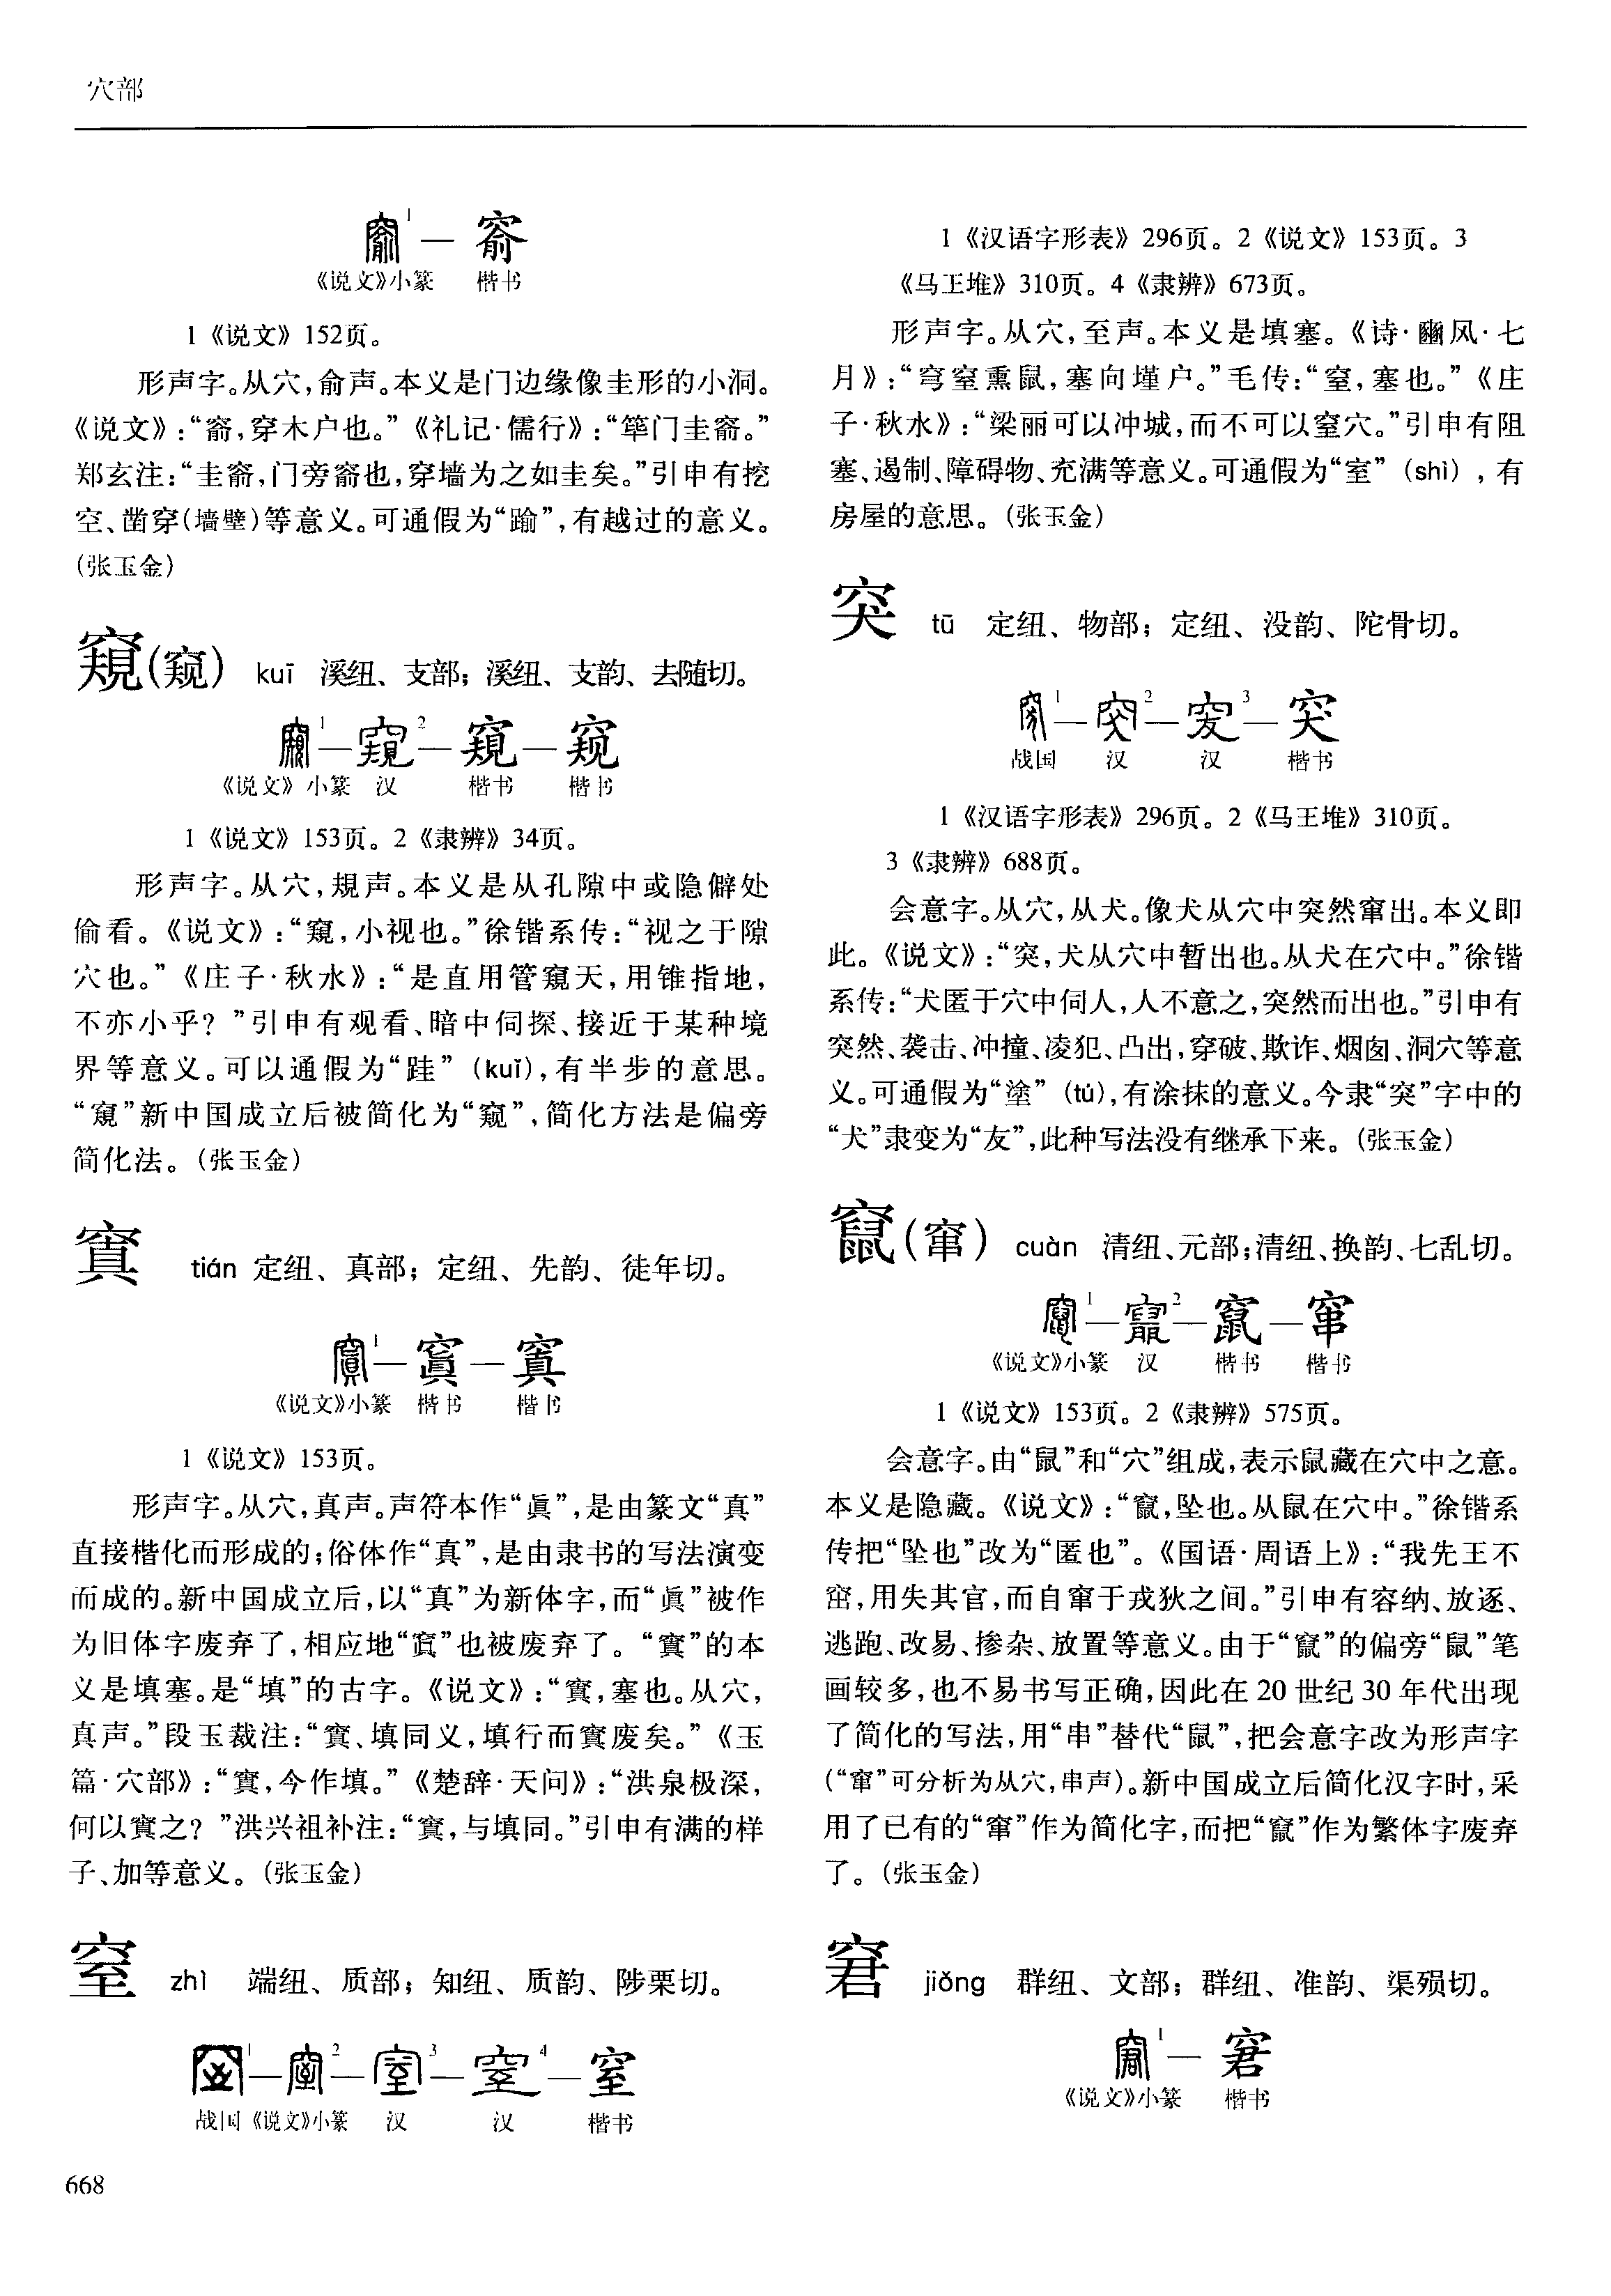 穴部
窬1—窬
《说文》小篆 楷书
1《说文》152页。
形声字。从穴,俞声。本义是门边缘像圭形的小洞。
《说文》:“窬,穿木户也。”《礼记·儒行》:“筚门圭窬。”
郑玄注:“圭窬,门旁窬也,穿墙为之如圭矣。”引申有挖
空、凿穿(墙壁)等意义。可通假为“踰”,有越过的意义。
(张玉金)
窺(窥) kuī 溪纽、支部;溪纽、支韵、去随切。
窺1—窺2—窺—窥
《说文》小篆 汉 楷书 楷书
1《说文》153页。2《隶辨》34页。
形声字。从穴,規声。本义是从孔隙中或隐僻处
偷看。《说文》:“窺,小视也。”徐锴系传:“视之于隙
穴也。”《庄子·秋水》:“是直用管窺天,用锥指地,
不亦小乎?”引申有观看、暗中伺探、接近于某种境
界等意义。可以通假为“跬”(kuǐ),有半步的意思。
“窺”新中国成立后被简化为“窥”,简化方法是偏旁
简化法。(张玉金)
窴 tián 定纽、真部;定纽、先韵、徒年切。
窴1—窴—窴
《说文》小篆 楷书 楷书
1《说文》153页。
形声字。从穴,真声。声符本作“眞”,是由篆文“真”
直接楷化而形成的;俗体作“真”,是由隶书的写法演变
而成的。新中国成立后,以“真”为新体字,而“眞”被作
为旧体字废弃了,相应地“窴”也被废弃了。“窴”的本
义是填塞。是“填”的古字。《说文》:“窴,塞也。从穴,
真声。”段玉裁注:“窴、填同义,填行而窴废矣。”《玉
篇·穴部》:“窴,今作填。”《楚辞·天问》:“洪泉极深,
何以窴之?”洪兴祖补注:“窴,与填同。”引申有满的样
子、加等意义。(张玉金)
窒 zhì 端纽、质部;知纽、质韵、陟栗切。
1—窒2—窒3—窒4—窒
战国《说文》小篆 汉 汉 楷书
668
1《汉语字形表》296页。2《说文》153页。3
《马王堆》310页。4《隶辨》673页。
形声字。从穴,至声。本义是填塞。《诗·豳风·七
月》:“穹窒熏鼠,塞向墐户。”毛传:“窒,塞也。”《庄
子·秋水》:“梁丽可以冲城,而不可以窒穴。”引申有阻
塞、遏制、障碍物、充满等意义。可通假为“室”(shì),有
房屋的意思。(张玉金)
突 tū 定纽、物部;定纽、没韵、陀骨切。
突1—突2—突3—突
战国 汉 汉 楷书
1《汉语字形表》296页。2《马王堆》310页。
3《隶辨》688页。
会意字。从穴,从犬。像犬从穴中突然窜出。本义即
此。《说文》:“突,犬从穴中暂出也。从犬在穴中。”徐锴
系传:“犬匿于穴中伺人,人不意之,突然而出也。”引申有
突然、袭击、冲撞、凌犯、凸出,穿破、欺诈、烟囱、洞穴等意
义。可通假为“塗”(tú),有涂抹的意义。今隶“突”字中的
“犬”隶变为“友”,此种写法没有继承下来。(张玉金)
竄(窜) cuàn 清纽、元部;清纽、换韵、七乱切。
竄1—竄2—竄—窜
《说文》小篆 汉 楷书 楷书
1《说文》153页。2《隶辨》575页。
会意字。由“鼠”和“穴”组成,表示鼠藏在穴中之意。
本义是隐藏。《说文》:“竄,坠也。从鼠在穴中。”徐锴系
传把“坠也”改为“匿也”。《国语·周语上》:“我先王不
窋,用失其官,而自窜于戎狄之间。”引申有容纳、放逐、
逃跑、改易、掺杂、放置等意义。由于“竄”的偏旁“鼠”笔
画较多,也不易书写正确,因此在20世纪30年代出现
了简化的写法,用“串”替代“鼠”,把会意字改为形声字
(“窜”可分析为从穴,串声)。新中国成立后简化汉字时,采
用了已有的“窜”作为简化字,而把“竄”作为繁体字废弃
了。(张玉金)
窘 jiǒng 群纽、文部;群纽、准韵、渠殒切。
窘1—窘
《说文》小篆 楷书